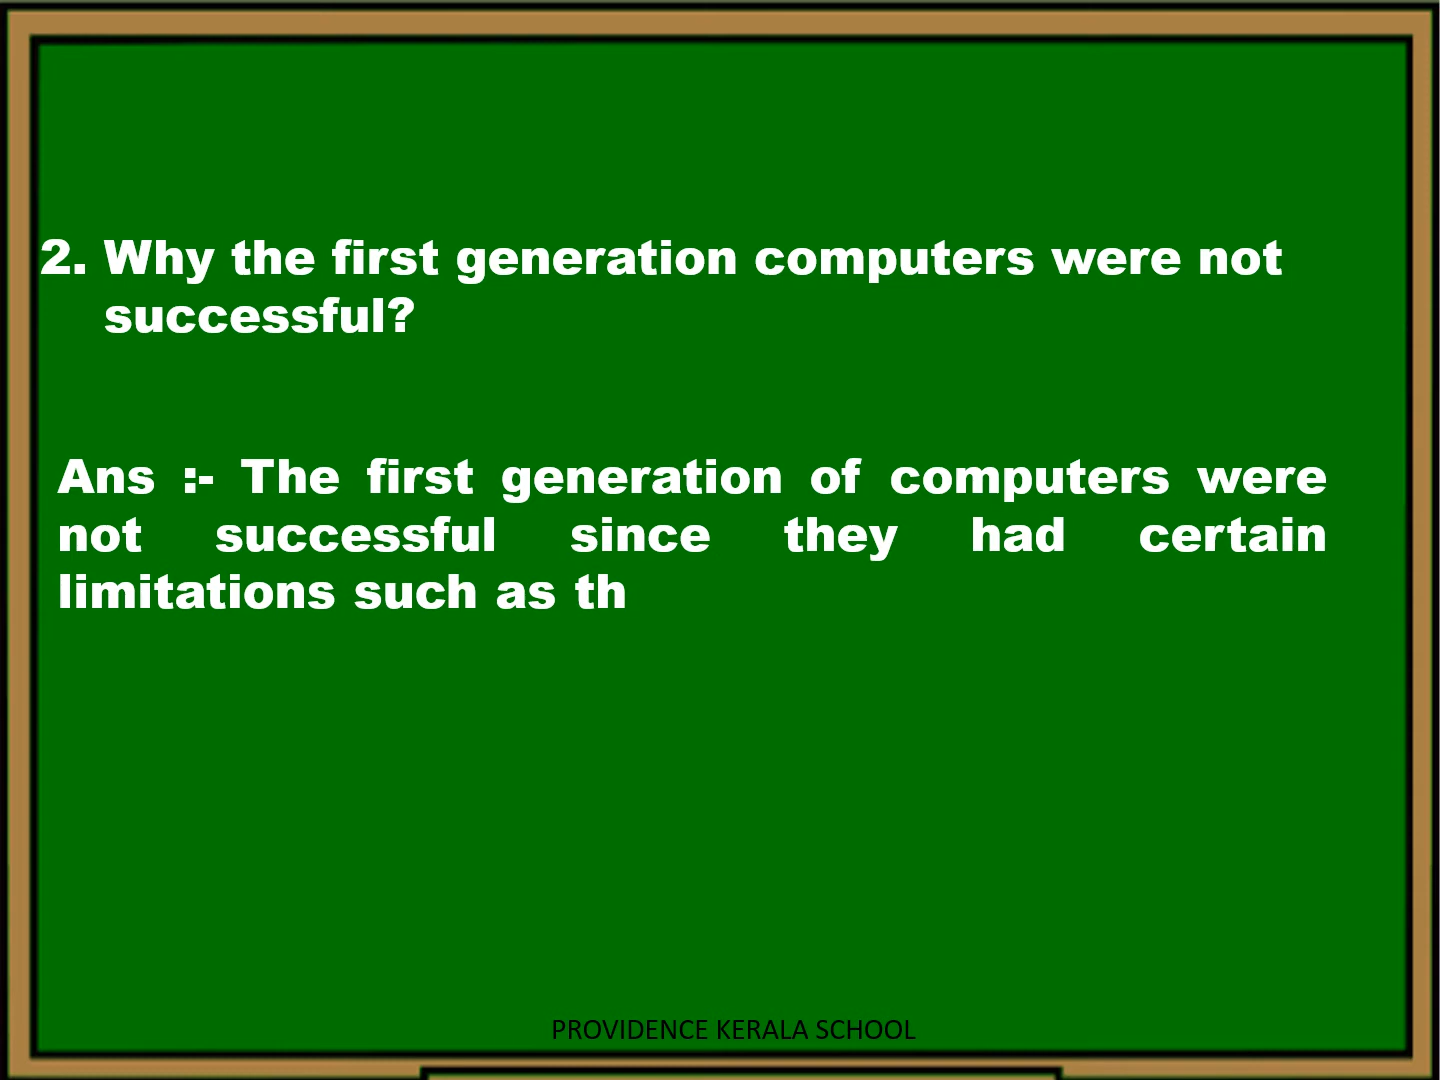 2. Why the first generation computers were not
successful?
Ans :- The first generation of computers were
not successful since they had certain
limitations such as th
PROVIDENCE KERALA SCHOOL